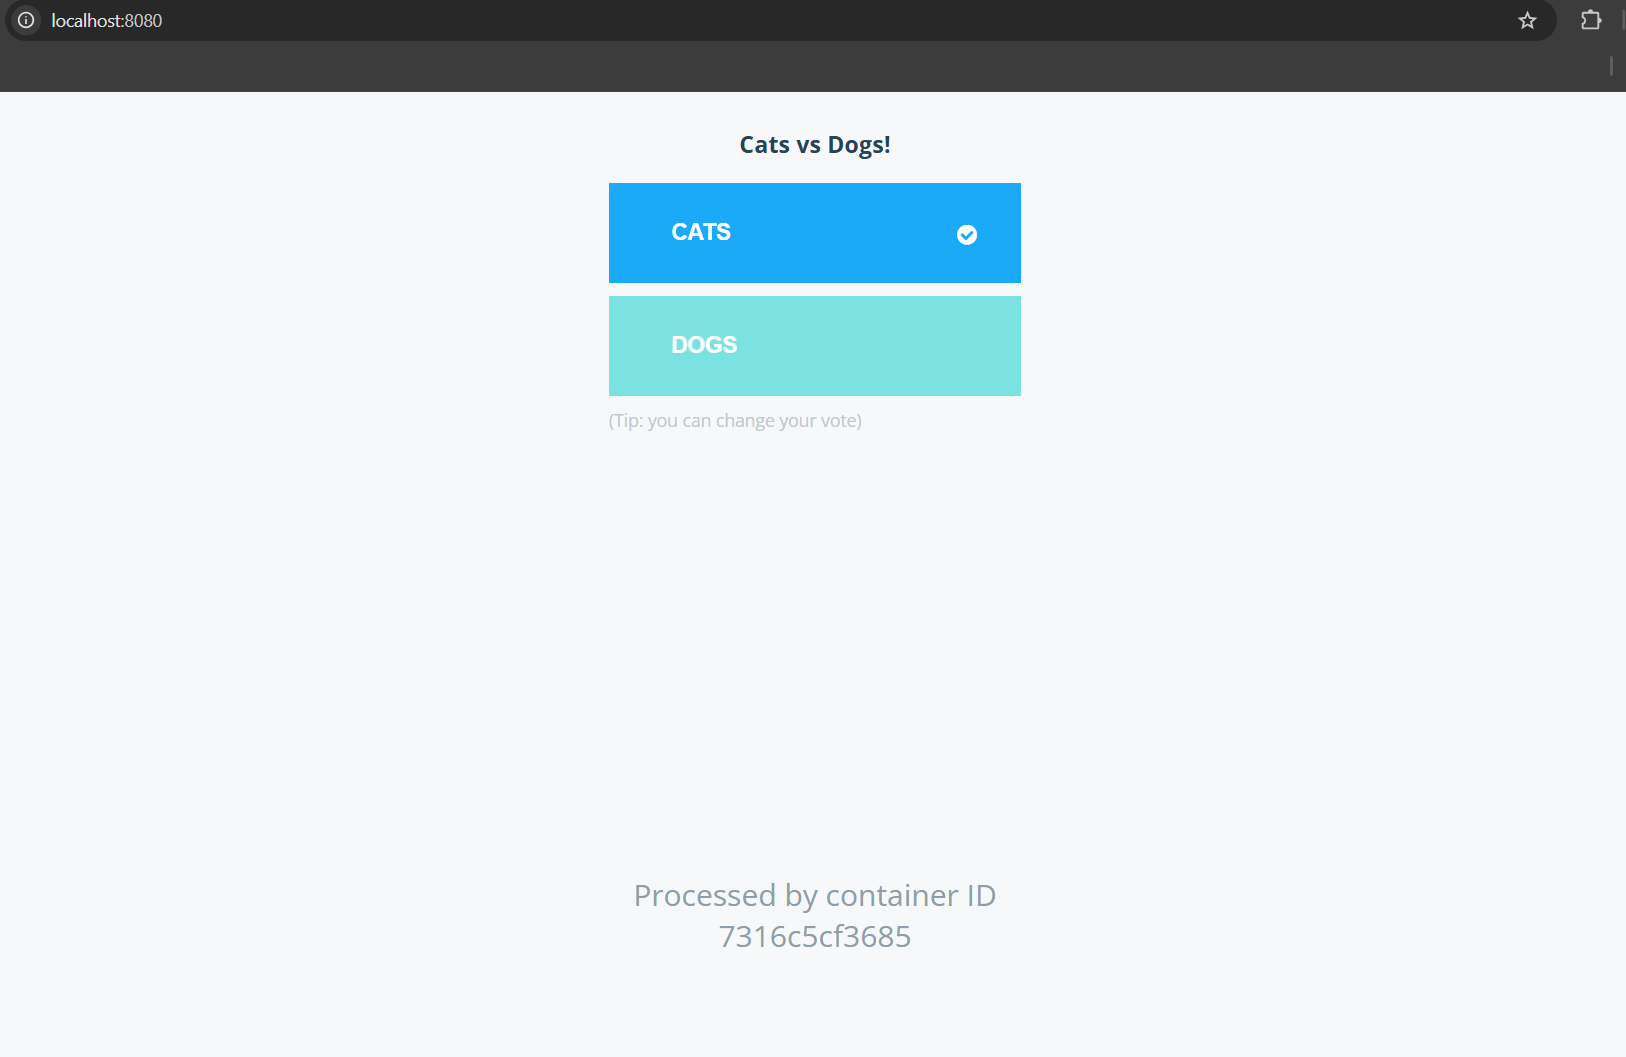 localhost:8080
Cats vs Dogs!
CATS
DOGS
(Tip: you can change your vote)
Processed by container ID
7316c5cf3685